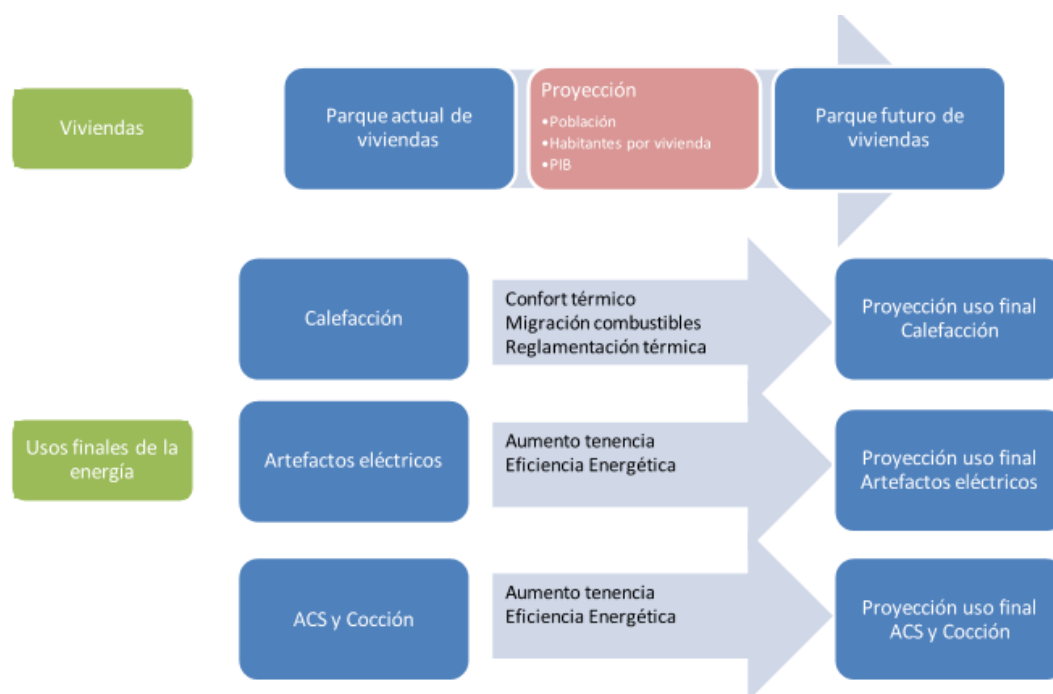 Viviendas
Parque actual de
viviendas
Proyección
•Población
•Habitantes por vivienda
•PIB
Parque futuro de
viviendas
Usos finales de la
energía
Calefacción
Confort térmico
Migración combustibles
Reglamentación térmica
Proyección uso final
Calefacción
Artefactos eléctricos
Aumento tenencia
Eficiencia Energética
Proyección uso final
Artefactos eléctricos
ACS y Cocción
Aumento tenencia
Eficiencia Energética
Proyección uso final
ACS y Cocción